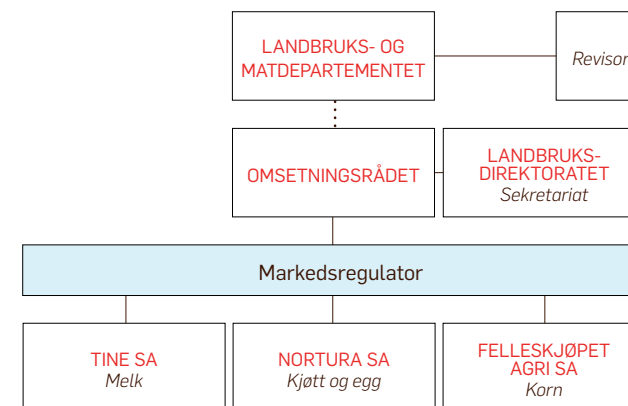 LANDBRUKS- OG
MATDEPARTEMENTET
Revisor
OMSETNINGSRÅDET
LANDBRUKS-
DIREKTORATET
Sekretariat
Markedsregulator
TINE SA
Melk
NORTURA SA
Kjøtt og egg
FELLESKJØPET
AGRI SA
Korn